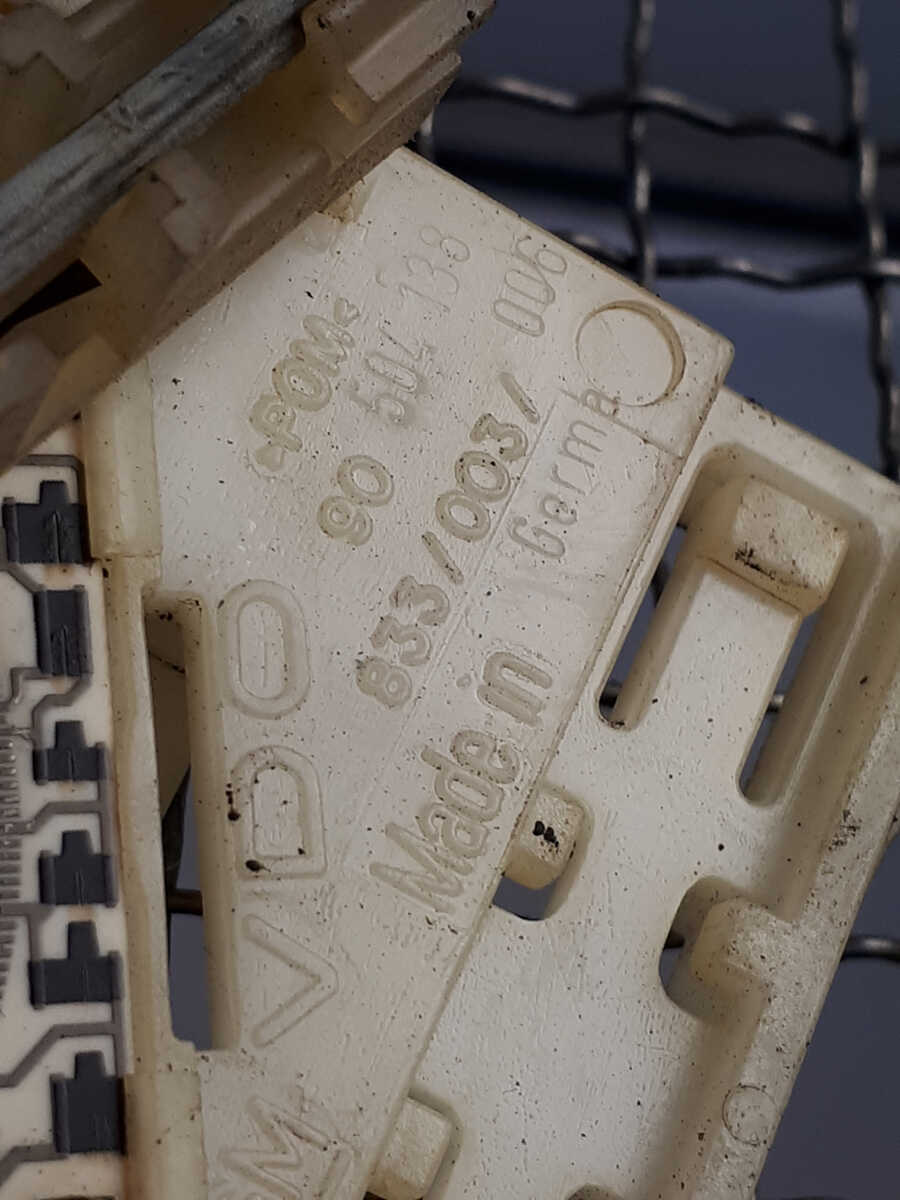 >POM<
90 504 138
833/003/006
Made in Germa
VDO